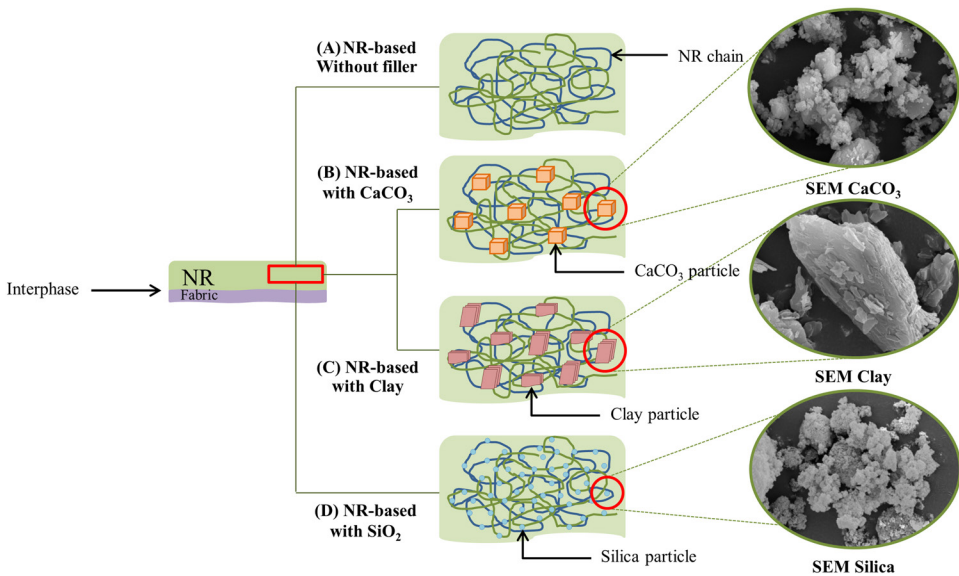 (A) NR-based
Without filler
NR chain
(B) NR-based
with CaCO₃
SEM CaCO₃
CaCO₃ particle
Interphase
NR
Fabric
(C) NR-based
with Clay
SEM Clay
Clay particle
(D) NR-based
with SiO₂
Silica particle
SEM Silica